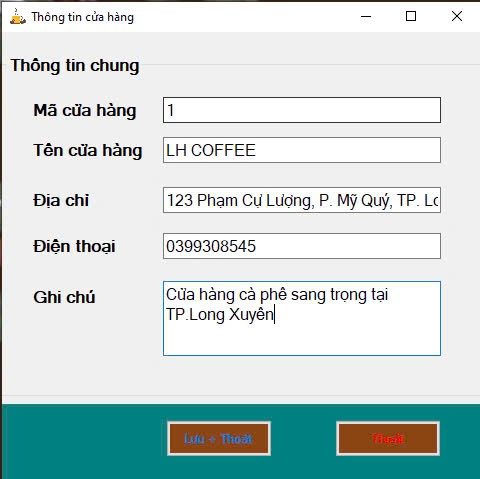 Thông tin cửa hàng
Thông tin chung
Mã cửa hàng
1
Tên cửa hàng
LH COFFEE
Địa chỉ
123 Phạm Cự Lượng, P. Mỹ Quý, TP. Lo
Điện thoại
0399308545
Ghi chú
Cửa hàng cà phê sang trọng tại
TP.Long Xuyên
Lưu + Thoát
Thoát